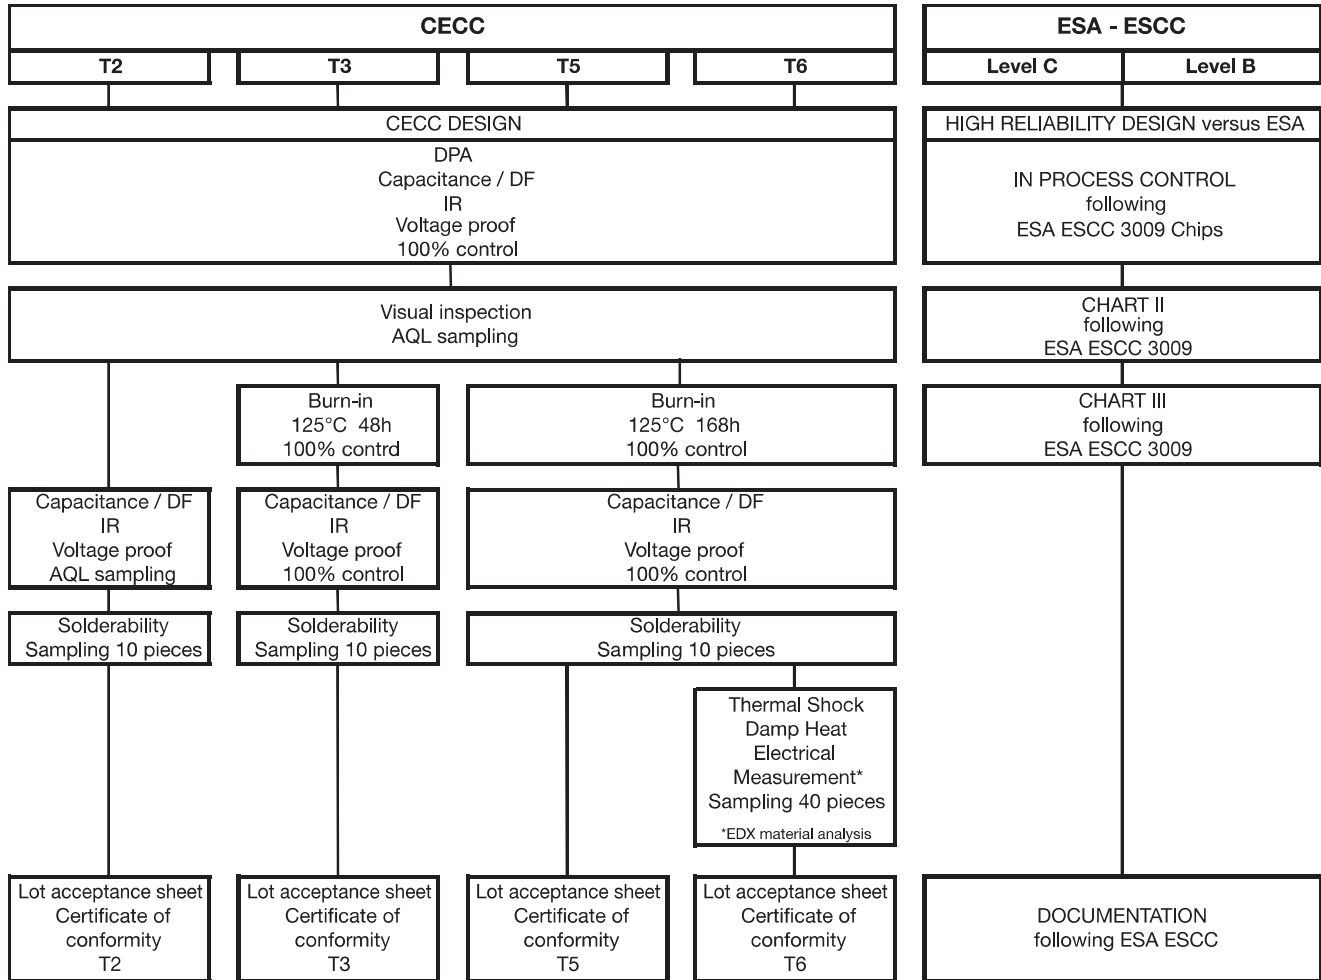 CECC
T2
T3
T5
T6
CECC DESIGN
DPA
Capacitance / DF
IR
Voltage proof
100% control
Visual inspection
AQL sampling
Burn-in
125°C 48h
100% contrd
Burn-in
125°C 168h
100% control
Capacitance / DF
IR
Voltage proof
AQL sampling
Capacitance / DF
IR
Voltage proof
100% control
Capacitance / DF
IR
Voltage proof
100% control
Solderability
Sampling 10 pieces
Solderability
Sampling 10 pieces
Solderability
Sampling 10 pieces
Thermal Shock
Damp Heat
Electrical
Measurement*
Sampling 40 pieces
*EDX material analysis
Lot acceptance sheet
Certificate of
conformity
T2
Lot acceptance sheet
Certificate of
conformity
T3
Lot acceptance sheet
Certificate of
conformity
T5
Lot acceptance sheet
Certificate of
conformity
T6
ESA - ESCC
Level C
Level B
HIGH RELIABILITY DESIGN versus ESA
IN PROCESS CONTROL
following
ESA ESCC 3009 Chips
CHART II
following
ESA ESCC 3009
CHART III
following
ESA ESCC 3009
DOCUMENTATION
following ESA ESCC